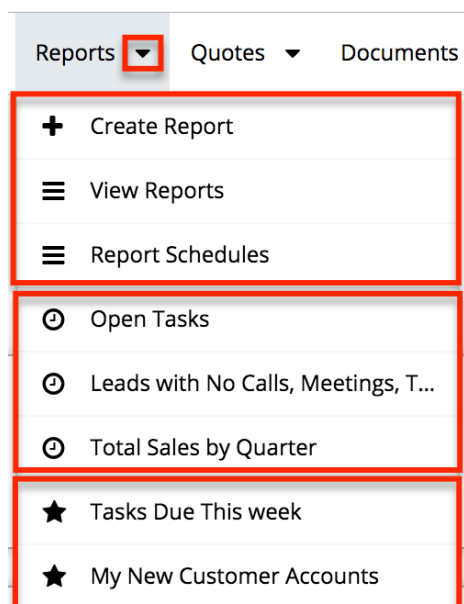 Reports Quotes Documents
Create Report
View Reports
Report Schedules
Open Tasks
Leads with No Calls, Meetings, T...
Total Sales by Quarter
Tasks Due This week
My New Customer Accounts